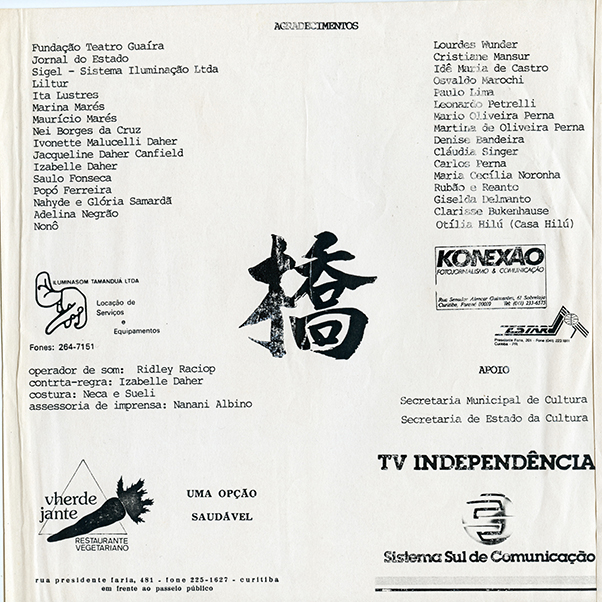 AGRADECIMENTOS
Fundação Teatro Guaíra
Jornal do Estado
Sigel - Sistema Iluminação Ltda
Liltur
Ita Lustres
Marina Marés
Maurício Marés
Nei Borges da Cruz
Ivonette Malucelli Daher
Jacqueline Daher Canfield
Izabelle Daher
Saulo Fonseca
Popó Ferreira
Nahyde e Glória Samardã
Adelina Negrão
Nonô
Lourdes Wunder
Cristiane Mansur
Idê Maria de Castro
Osvaldo Marochi
Paulo Lima
Leonardo Petrelli
Mario Oliveira Perna
Martina de Oliveira Perna
Denise Bandeira
Cláudia Singer
Carlos Perna
Maria Cecília Noronha
Rubão e Reanto
Giselda Delmanto
Clarisse Bukenhause
Otília Hilú (Casa Hilú)
橋
ILUMINASOM TAMANDUÁ LTDA
Locação de
Serviços
e
Equipamentos
Fones: 264-7151
KONEXÃO
FOTOJORNALISMO & COMUNICAÇÃO
Rua Senador Alencar Guimarães,
Curitiba, Paraná
ESTAR
operador de som: Ridley Raciop
contrta-regra: Izabelle Daher
costura: Neca e Sueli
assessoria de imprensa: Nanani Albino
APOIO
Secretaria Municipal de Cultura
Secretaria de Estado da Cultura
TV INDEPENDÊNCIA
Sistema Sul de Comunicação
vherde
jante
RESTAURANTE
VEGETARIANO
UMA OPÇÃO
SAUDÁVEL
rua presidente faria, 481 - fone 225-1627 - curitiba
em frente ao passeio público